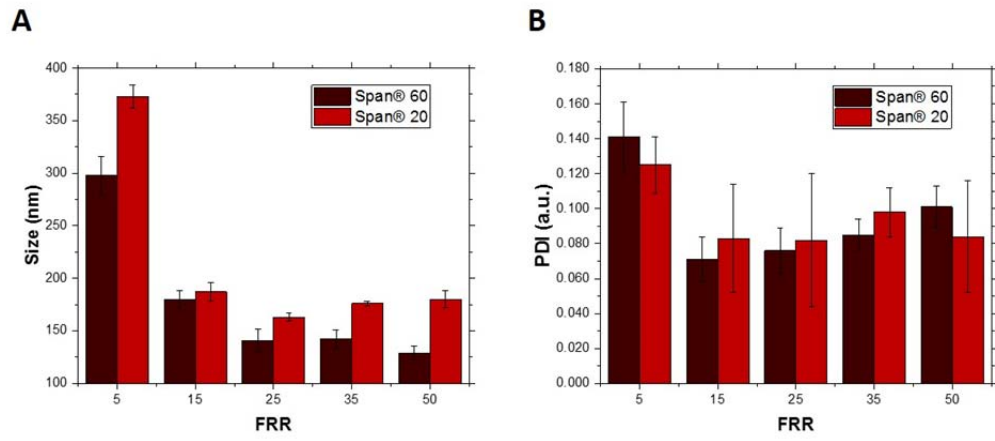 A
400
350
300
250
200
150
100
Size (nm)
Span® 60
Span® 20
5 15 25 35 50
FRR
B
0.180
0.160
0.140
0.120
0.100
0.080
0.060
0.040
0.020
0.000
PDI (a.u.)
Span® 60
Span® 20
5 15 25 35 50
FRR